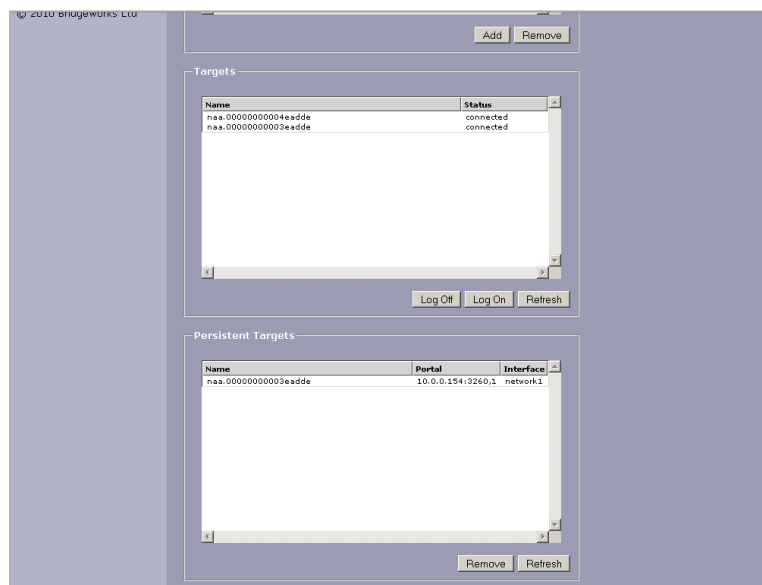 © 2010 Bridgeworks Ltd
Add Remove
Targets
Name Status
naa.00000000004eadde connected
naa.00000000003eadde connected
Log Off Log On Refresh
Persistent Targets
Name Portal Interface
naa.00000000003eadde 10.0.0.154:3260,1 network1
Remove Refresh